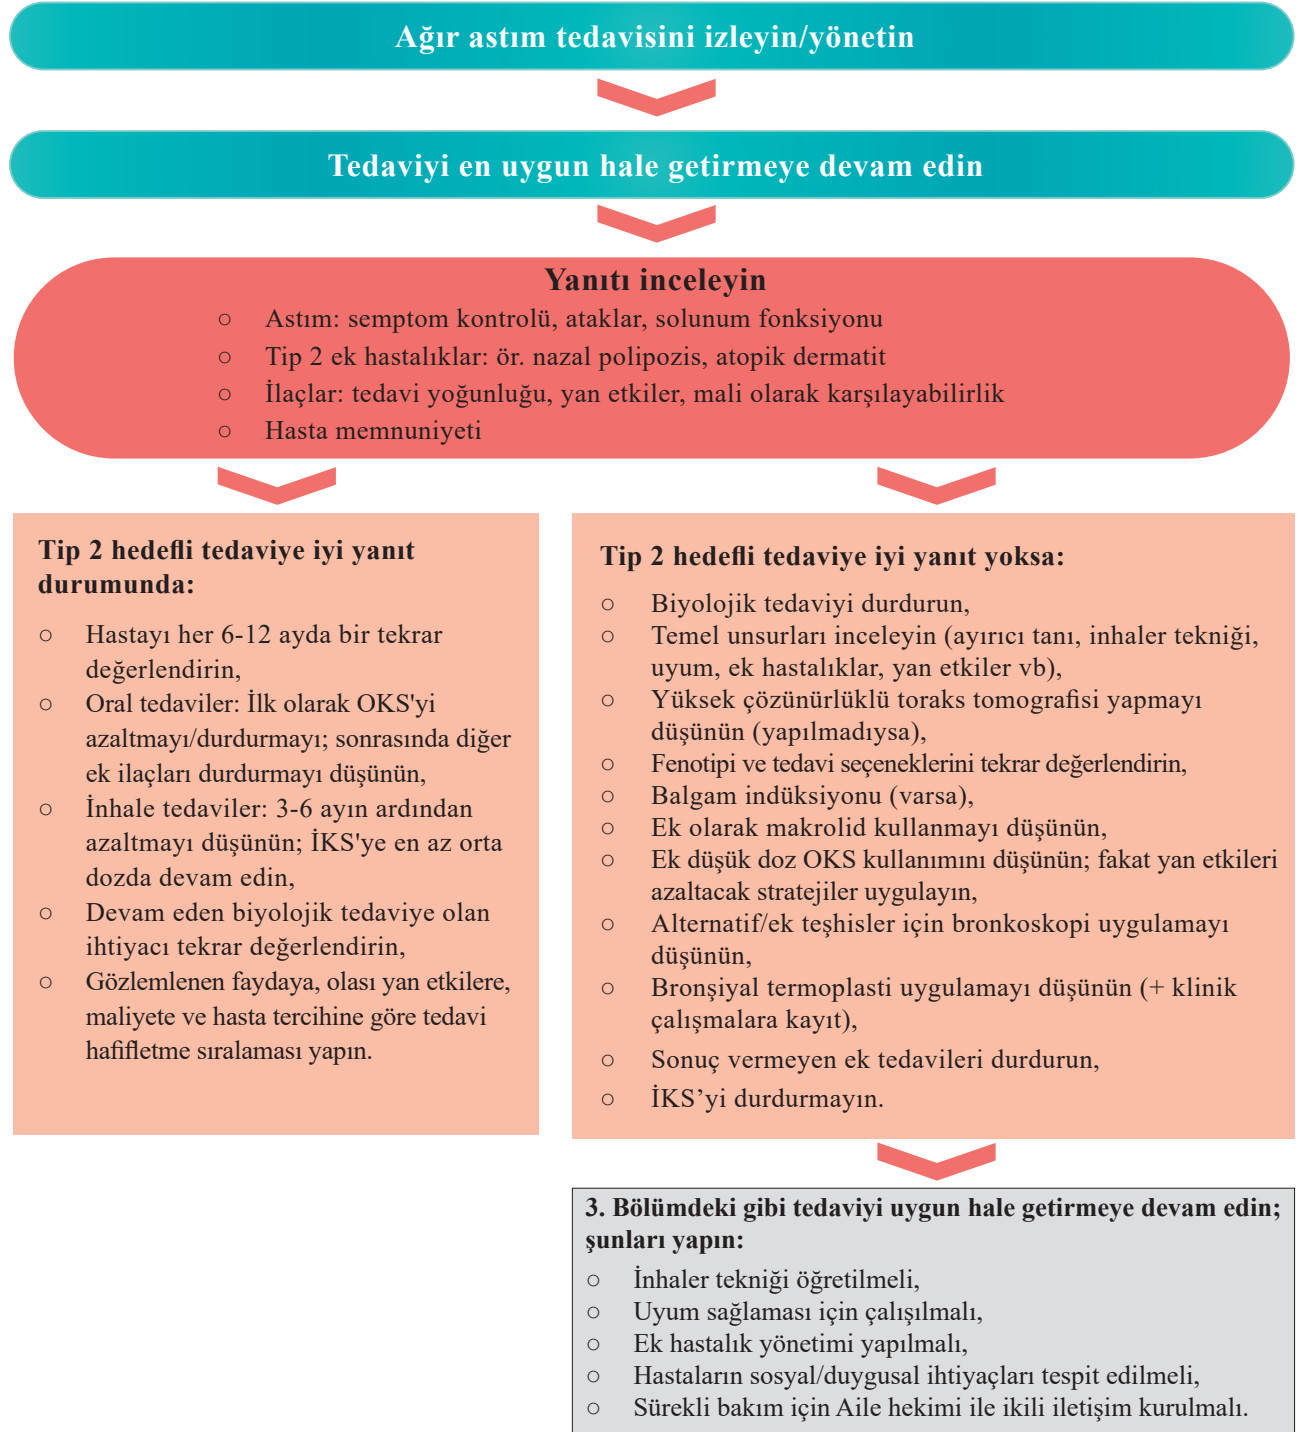 Ağır astım tedavisini izleyin/yönetin
Tedaviyi en uygun hale getirmeye devam edin
Yanıtı inceleyin
○ Astım: semptom kontrolü, ataklar, solunum fonksiyonu
○ Tip 2 ek hastalıklar: ör. nazal polipozis, atopik dermatit
○ İlaçlar: tedavi yoğunluğu, yan etkiler, mali olarak karşılayabilirlik
○ Hasta memnuniyeti
Tip 2 hedefli tedaviye iyi yanıt
durumunda:
○ Hastayı her 6-12 ayda bir tekrar
değerlendirin,
○ Oral tedaviler: İlk olarak OKS'yi
azaltmayı/durdurmayı; sonrasında diğer
ek ilaçları durdurmayı düşünün,
○ İnhale tedaviler: 3-6 ayın ardından
azaltmayı düşünün; İKS'ye en az orta
dozda devam edin,
○ Devam eden biyolojik tedaviye olan
ihtiyacı tekrar değerlendirin,
○ Gözlemlenen faydaya, olası yan etkilere,
maliyete ve hasta tercihine göre tedavi
hafifletme sıralaması yapın.
Tip 2 hedefli tedaviye iyi yanıt yoksa:
○ Biyolojik tedaviyi durdurun,
○ Temel unsurları inceleyin (ayırıcı tanı, inhaler tekniği,
uyum, ek hastalıklar, yan etkiler vb),
○ Yüksek çözünürlüklü toraks tomografisi yapmayı
düşünün (yapılmadıysa),
○ Fenotipi ve tedavi seçeneklerini tekrar değerlendirin,
○ Balgam indüksiyonu (varsa),
○ Ek olarak makrolid kullanmayı düşünün,
○ Ek düşük doz OKS kullanımını düşünün; fakat yan etkileri
azaltacak stratejiler uygulayın,
○ Alternatif/ek teşhisler için bronkoskopi uygulamayı
düşünün,
○ Bronşiyal termoplasti uygulamayı düşünün (+ klinik
çalışmalara kayıt),
○ Sonuç vermeyen ek tedavileri durdurun,
○ İKS’yi durdurmayın.
3. Bölümdeki gibi tedaviyi uygun hale getirmeye devam edin;
şunları yapın:
○ İnhaler tekniği öğretilmeli,
○ Uyum sağlaması için çalışılmalı,
○ Ek hastalık yönetimi yapılmalı,
○ Hastaların sosyal/duygusal ihtiyaçları tespit edilmeli,
○ Sürekli bakım için Aile hekimi ile ikili iletişim kurulmalı.